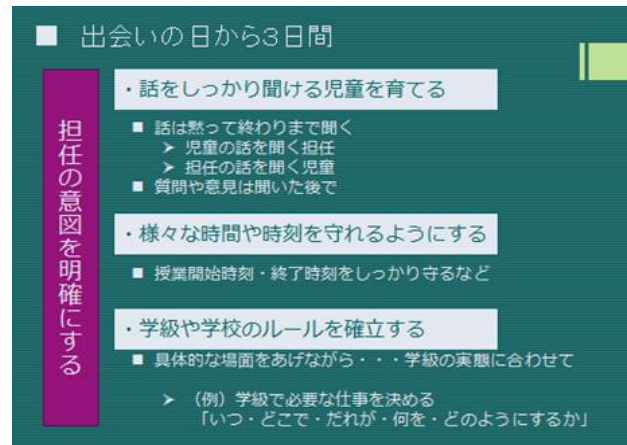 ■ 出会いの日から3日間
担任の意図を明確にする
・話をしっかり聞ける児童を育てる
■ 話は黙って終わりまで聞く
➤ 児童の話を聞く担任
➤ 担任の話を聞く児童
■ 質問や意見は聞いた後で
・様々な時間や時刻を守れるようにする
■ 授業開始時刻・終了時刻をしっかり守るなど
・学級や学校のルールを確立する
■ 具体的な場面をあげながら・・・学級の実態に合わせて
➤ （例）学級で必要な仕事を決める
「いつ・どこで・だれが・何を・どのようにするか」